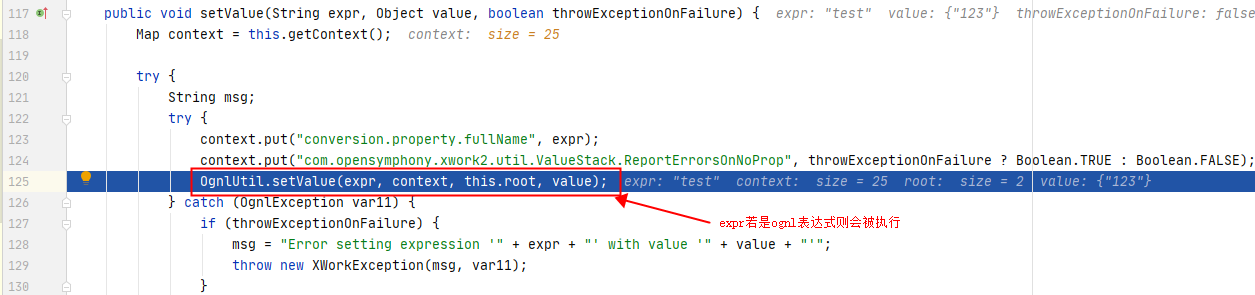 117 public void setValue(String expr, Object value, boolean throwExceptionOnFailure) { expr: "test" value: {"123"} throwExceptionOnFailure: false
118 Map context = this.getContext(); context: size = 25
119
120 try {
121 String msg;
122 try {
123 context.put("conversion.property.fullName", expr);
124 context.put("com.opensymphony.xwork2.util.ValueStack.ReportErrorsOnNoProp", throwExceptionOnFailure ? Boolean.TRUE : Boolean.FALSE);
125 OgnlUtil.setValue(expr, context, this.root, value); expr: "test" context: size = 25 root: size = 2 value: {"123"}
126 } catch (OgnlException var11) {
expr若是ognl表达式则会被执行
127 if (throwExceptionOnFailure) {
128 msg = "Error setting expression '" + expr + "' with value '" + value + "'";
129 throw new XWorkException(msg, var11);
130 }